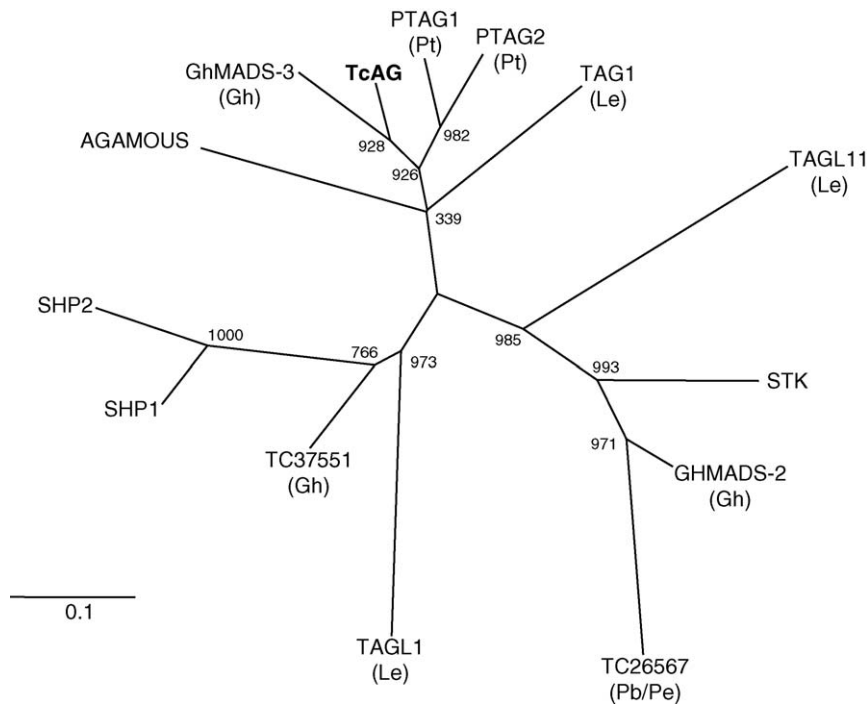 PTAG1
(Pt)
PTAG2
(Pt)
GhMADS-3
(Gh)
TcAG
TAG1
(Le)
928
982
AGAMOUS
926
TAGL11
(Le)
339
SHP2
1000
766
973
985
993
STK
SHP1
TC37551
(Gh)
971
GHMADS-2
(Gh)
0.1
TAGL1
(Le)
TC26567
(Pb/Pe)